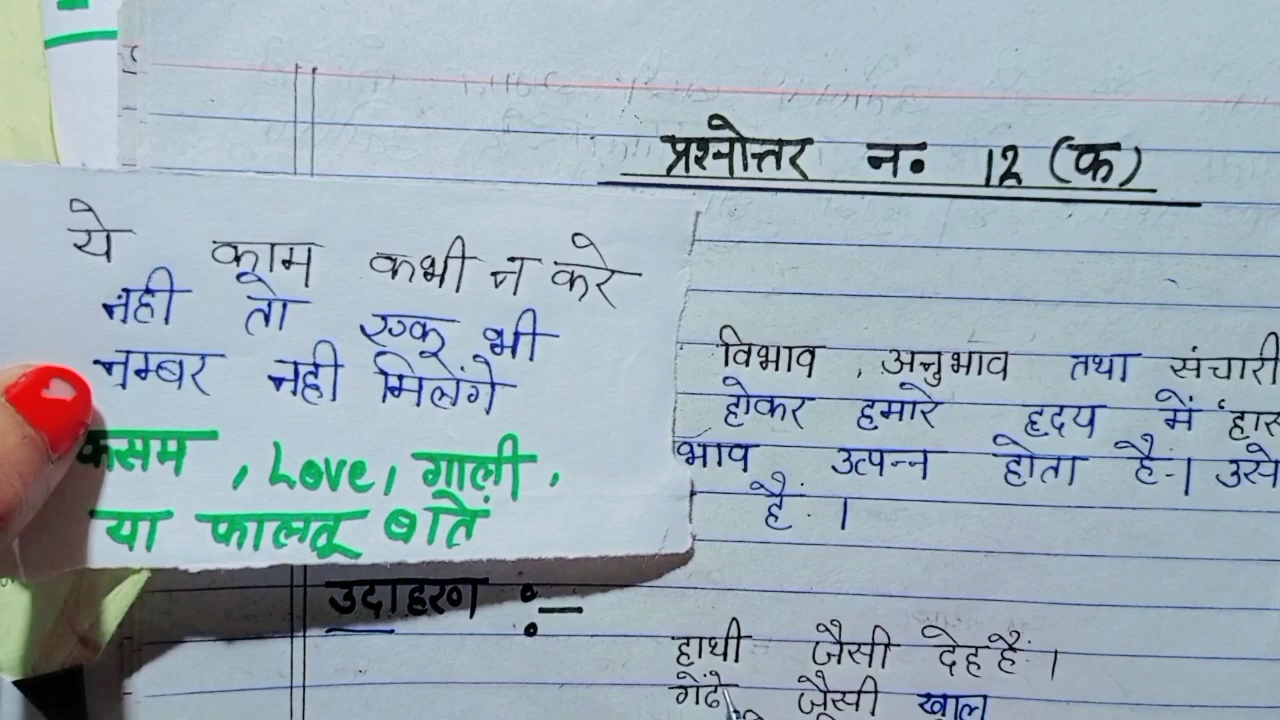 प्रश्नोत्तर न० 12 (क)
ये काम कभी न करे
नही तो एक भी
नम्बर नही मिलेंगे
कसम , Love, गाली ,
या फालतू बातें
विभाव , अनुभाव तथा संचारी
होकर हमारे हृदय में 'हास
भाव उत्पन्न होता है।
उसे
है ।
उदाहरण :-
हाथी जैसी देह है ।
गेंढे जैसी खाल